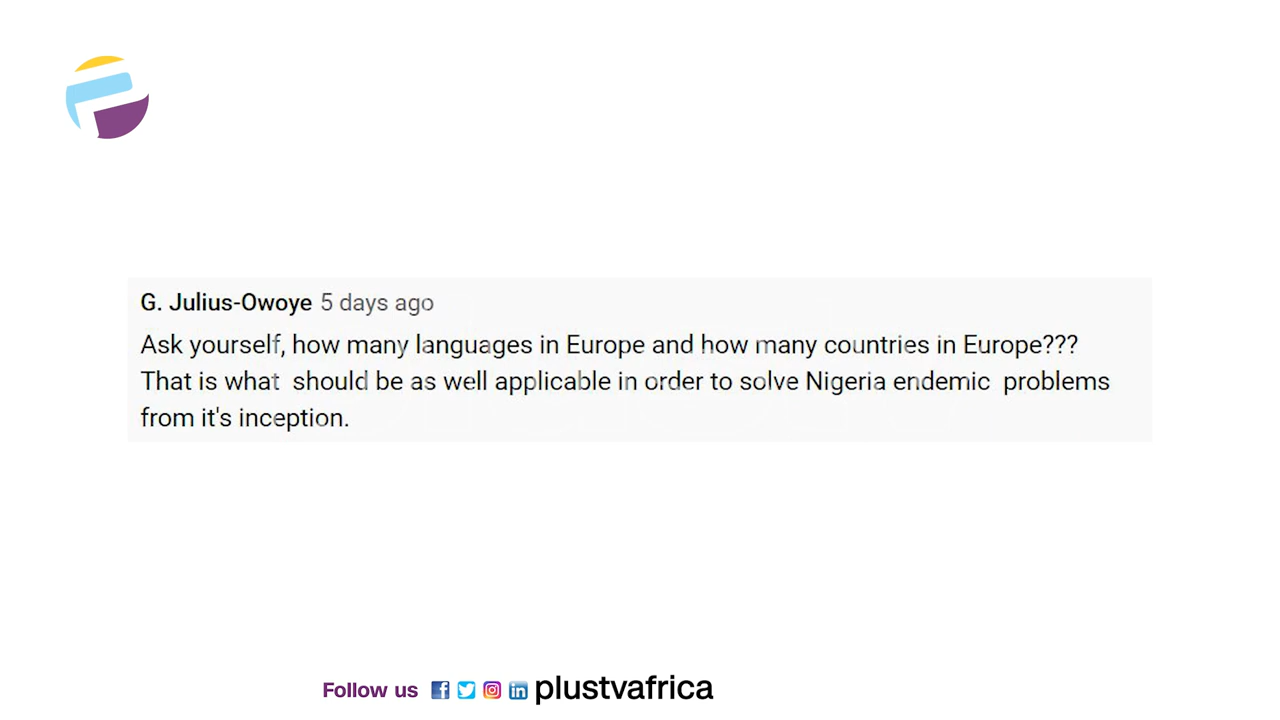 G. Julius-Owoye 5 days ago
Ask yourself, how many languages in Europe and how many countries in Europe???
That is what  should be as well applicable in order to solve Nigeria endemic  problems
from it's inception.
Follow us plustvafrica